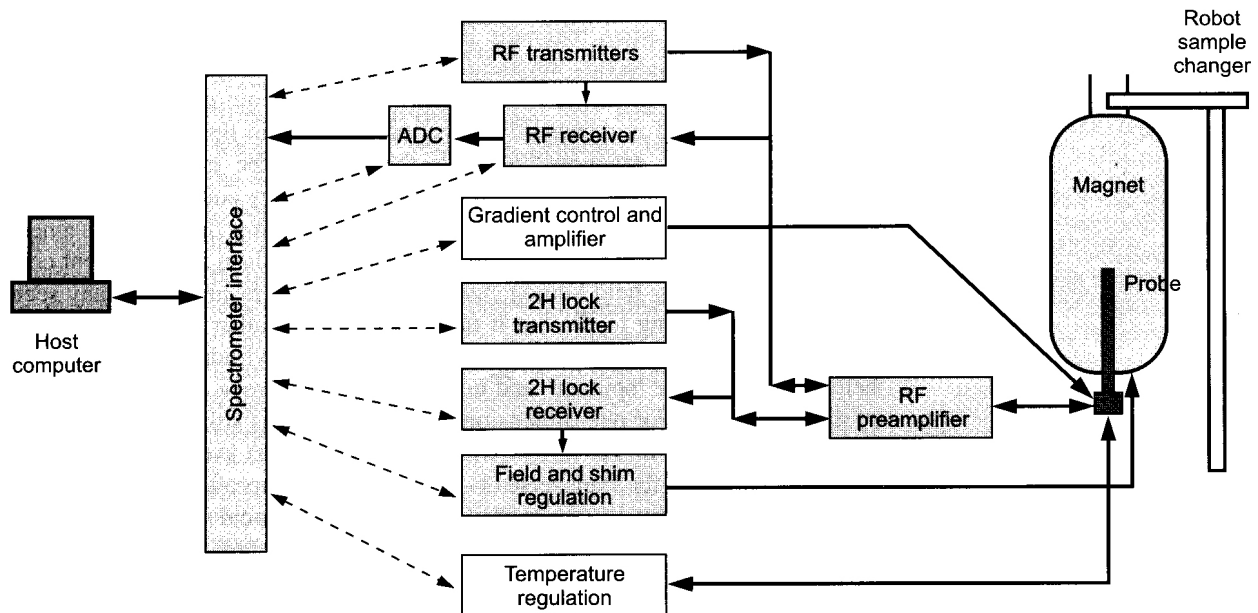 Robot
sample
changer
RF transmitters
ADC
RF receiver
Magnet
Gradient control and
amplifier
Spectrometer interface
Probe
2H lock
transmitter
Host
computer
2H lock
receiver
RF
preamplifier
Field and shim
regulation
Temperature
regulation